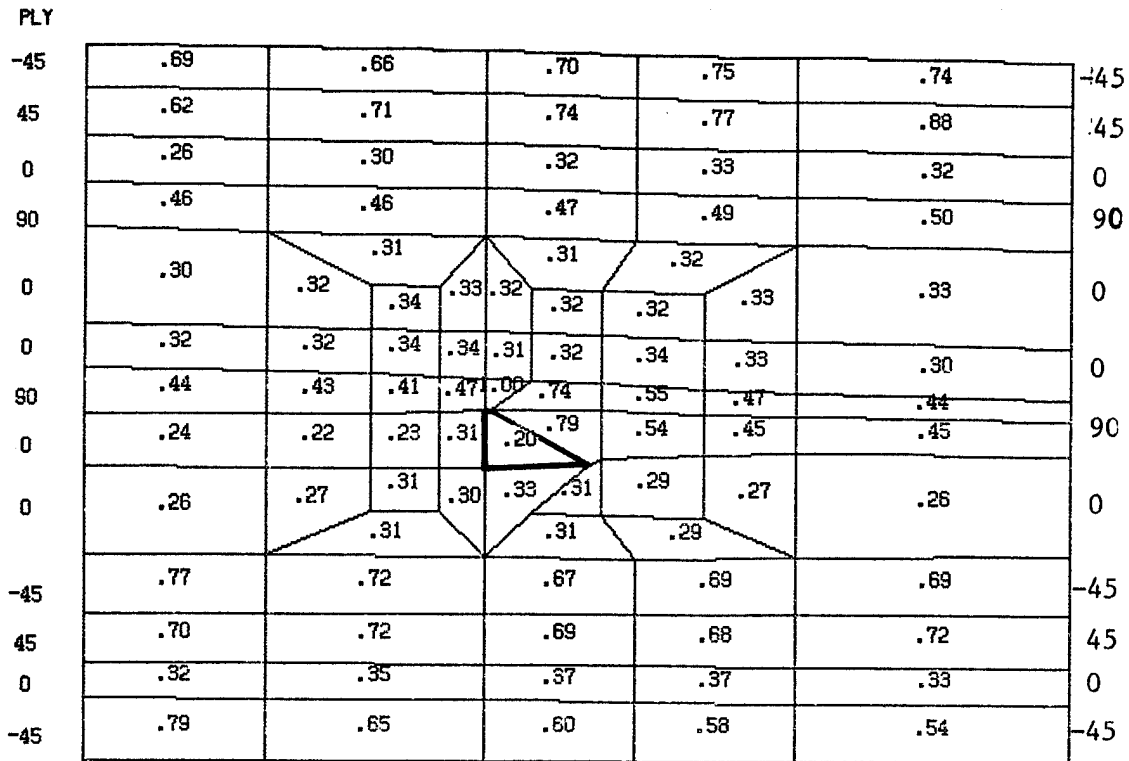 PLY
-45 .69 .66 .70 .75 .74 -45
45 .62 .71 .74 .77 .88 45
0 .26 .30 .32 .33 .32 0
90 .46 .46 .47 .49 .50 90
.31 .31 .32
0 .30 .32 .33 .32 .33 .33 0
.34 .32 .32
0 .32 .32 .34 .34 .31 .32 .34 .33 .30 0
90 .44 .43 .41 .47 1.00 .74 .55 .47 .44
0 .24 .22 .23 .31 .20 .79 .54 .45 .45 90
0 .26 .27 .31 .30 .33 .31 .29 .27 .26 0
.31 .31 .29
-45 .77 .72 .67 .69 .69 -45
45 .70 .72 .69 .68 .72 45
0 .32 .35 .37 .37 .33 0
-45 .79 .65 .60 .58 .54 -45